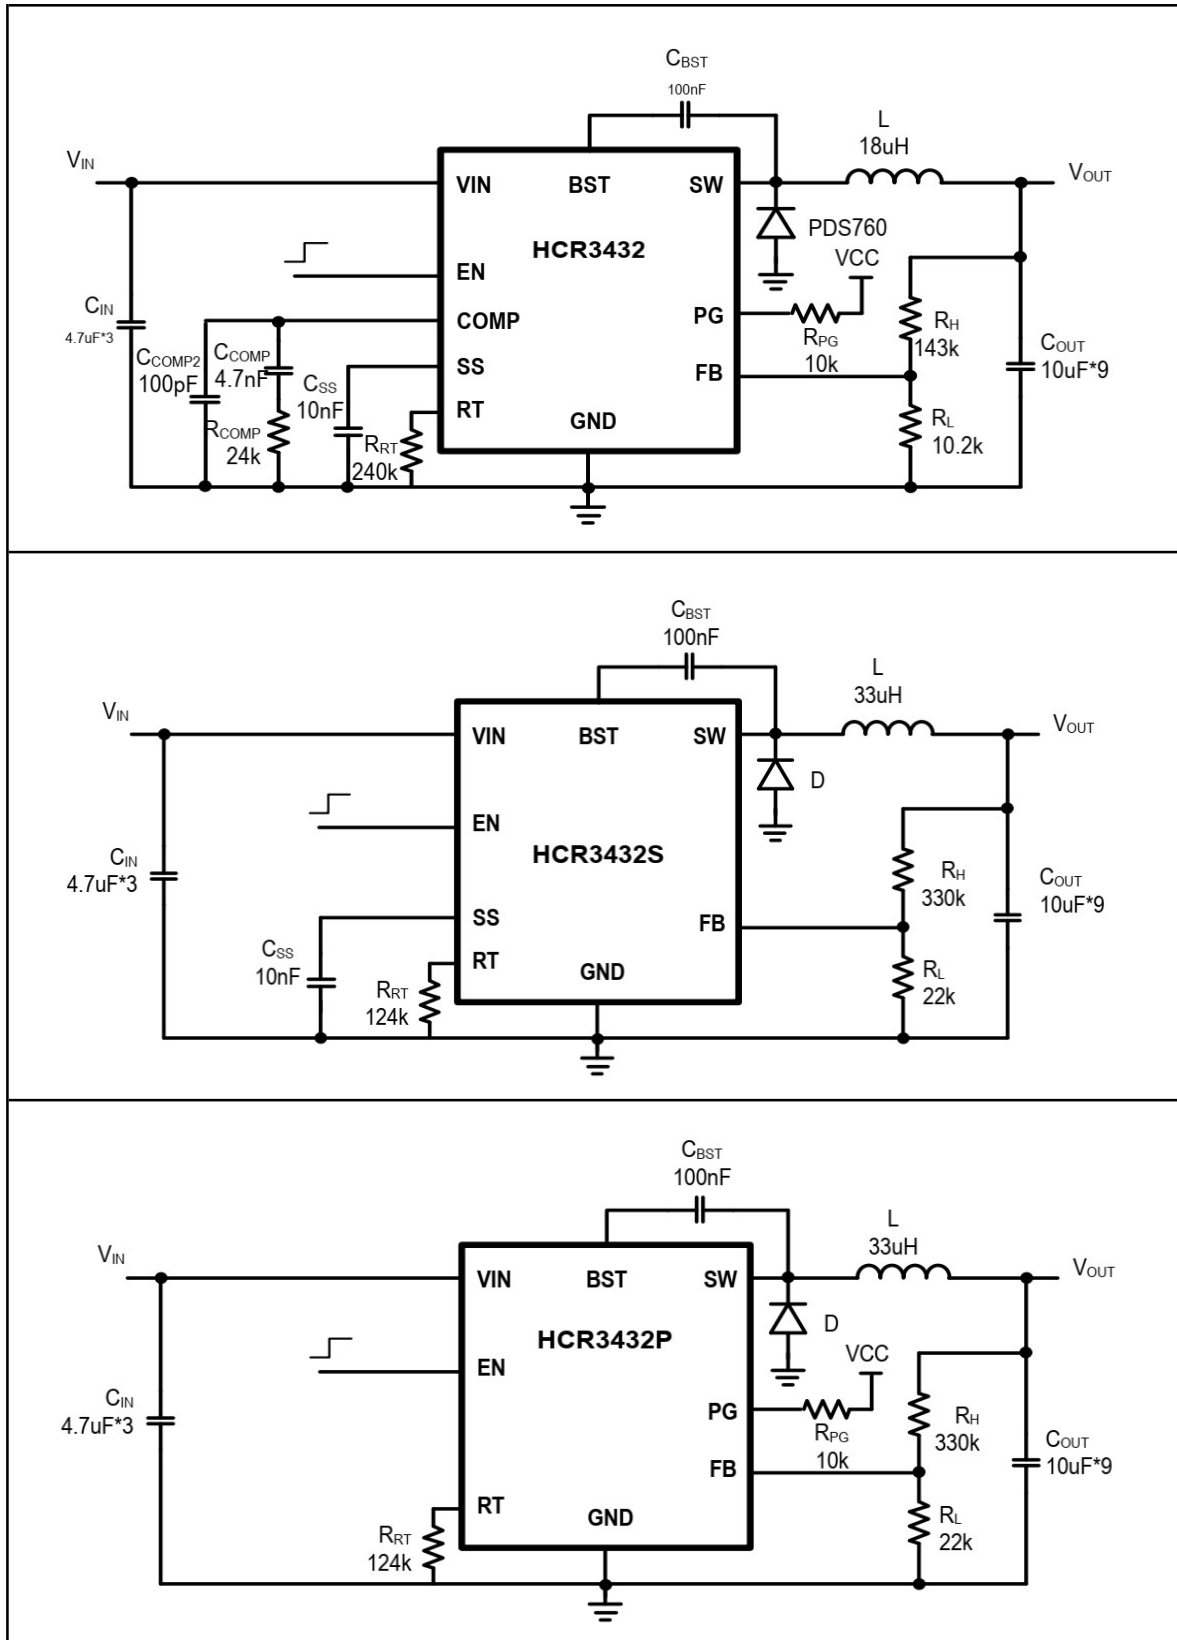 CBST
100nF
L
18uH
VIN
VOUT
VIN
BST
SW
HCR3432
PDS760
VCC
EN
CIN
4.7uF*3
COMP
PG
RPG
10k
RH
143k
CCOMP2
100pF
CCOMP
4.7nF
CSS
10nF
SS
FB
COUT
10uF*9
RT
GND
RCOMP
24k
RRT
240k
RL
10.2k
CBST
100nF
L
33uH
VIN
VOUT
VIN
BST
SW
D
EN
HCR3432S
CIN
4.7uF*3
RH
330k
COUT
10uF*9
SS
FB
CSS
10nF
RT
GND
RRT
124k
RL
22k
CBST
100nF
L
33uH
VIN
VOUT
VIN
BST
SW
HCR3432P
D
VCC
EN
CIN
4.7uF*3
PG
RPG
10k
RH
330k
COUT
10uF*9
FB
RT
GND
RRT
124k
RL
22k